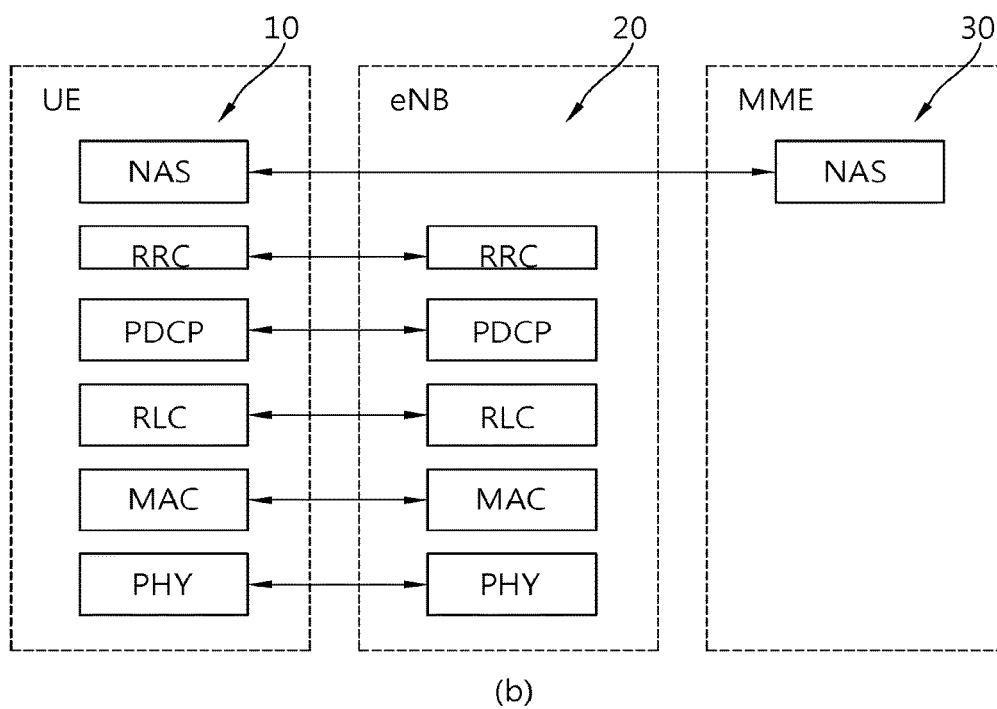 10 20 30
UE eNB MME
NAS NAS
RRC RRC
PDCP PDCP
RLC RLC
MAC MAC
PHY PHY
(b)